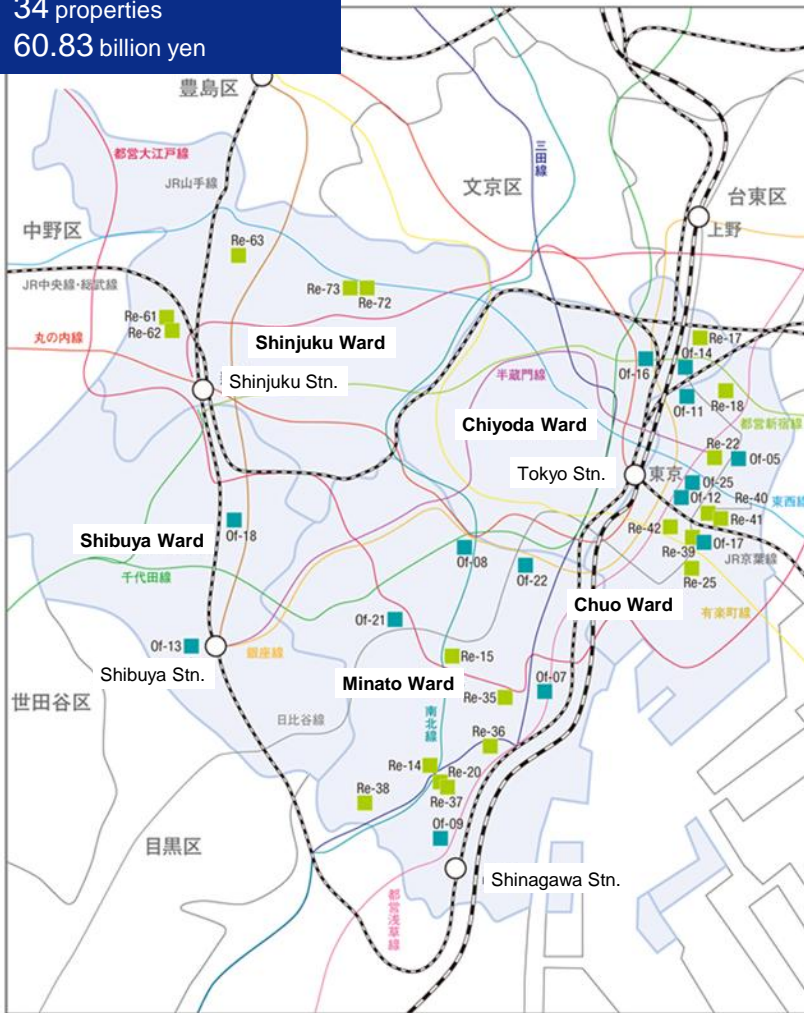 34 properties
60.83 billion yen
豊島区
都営大江戸線
JR山手線
三田線
文京区
台東区
上野
中野区
Re-63
JR中央線・総武線
Re-73
Re-72
Re-61
Re-62
丸の内線
Shinjuku Ward
Shinjuku Stn.
半蔵門線
Re-17
Of-14
Of-16
Of-11
Re-18
都営新宿線
Chiyoda Ward
Re-22
Of-05
Tokyo Stn.
東京
Of-25
Of-12
Re-40
東西線
Re-41
Re-42
Of-18
Shibuya Ward
Of-17
Re-39
JR京葉線
Of-08
Of-22
Re-25
千代田線
Chuo Ward
有楽町線
Of-21
Of-13
銀座線
Shibuya Stn.
Re-15
Minato Ward
Of-07
Re-35
世田谷区
日比谷線
南北線
Re-36
Re-14
Re-20
Re-38
Re-37
Of-09
目黒区
Shinagawa Stn.
都営浅草線